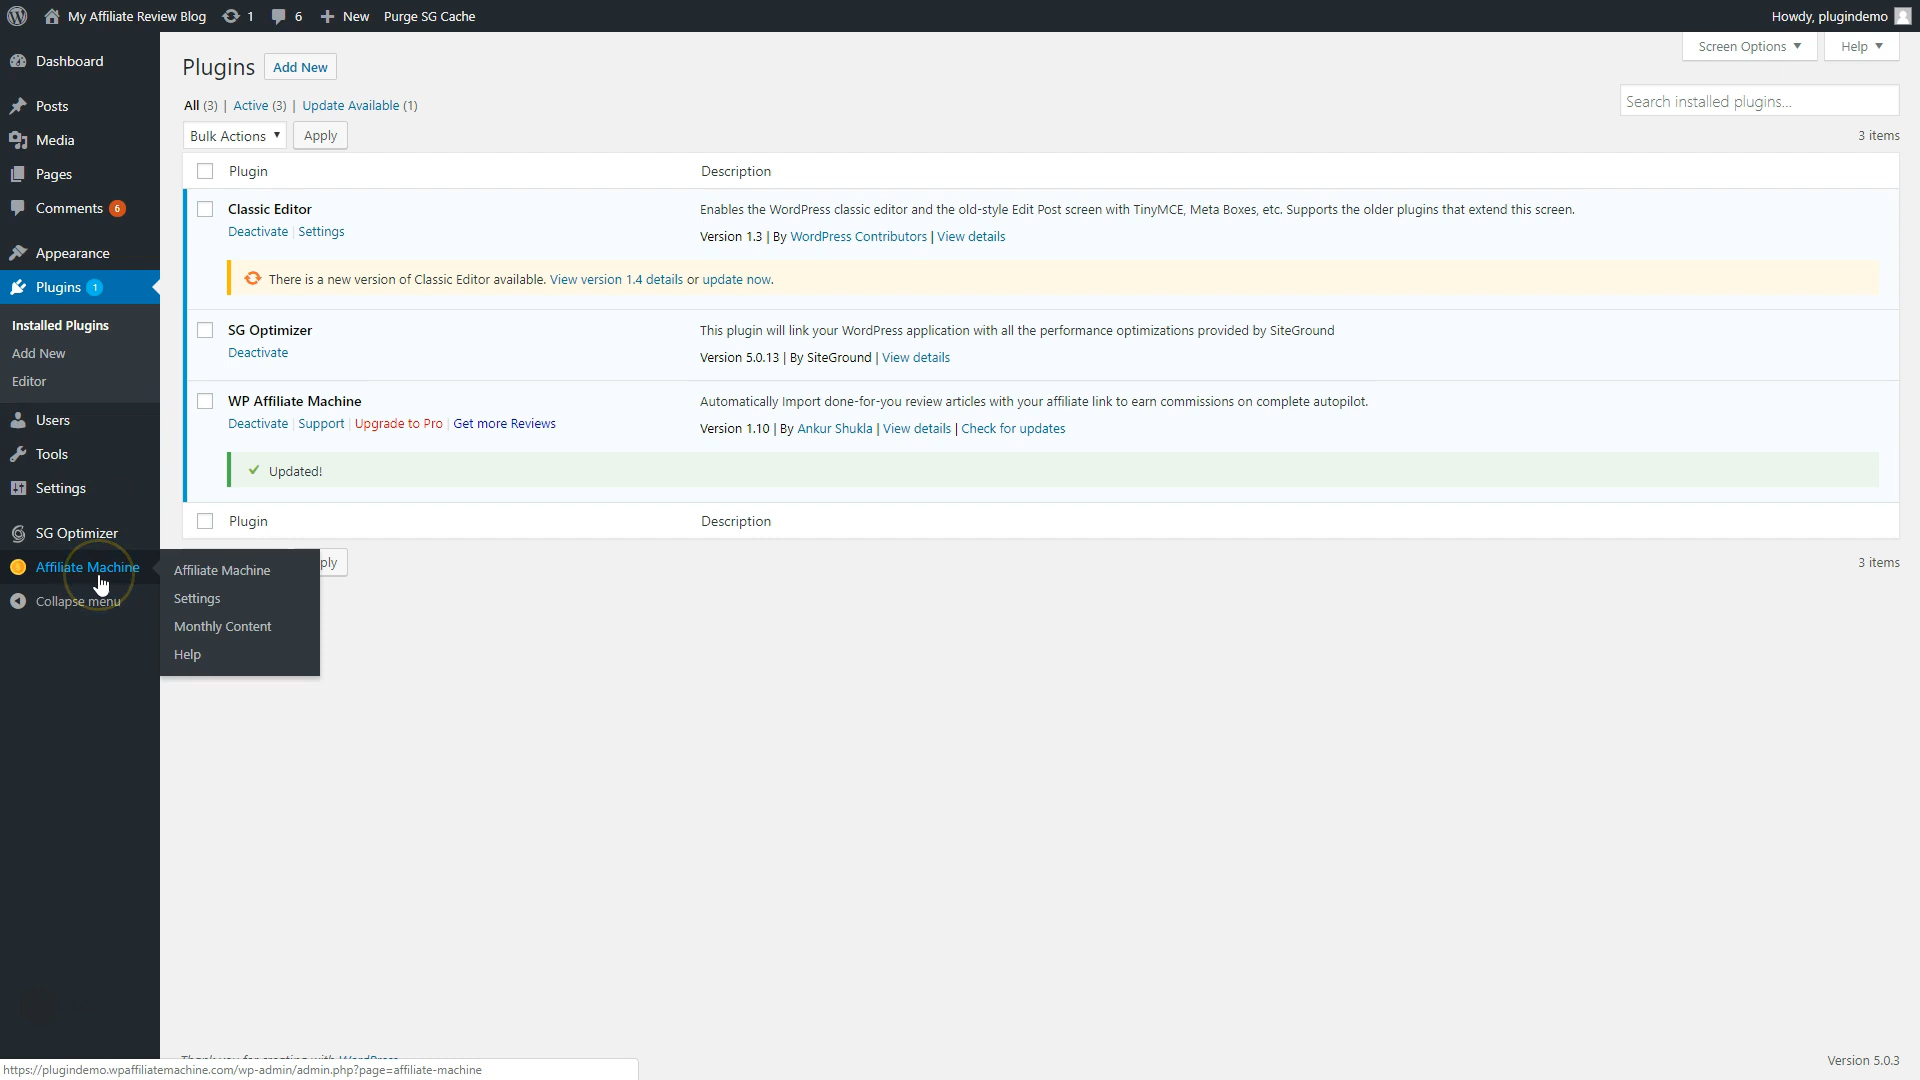 My Affiliate Review Blog 1 6 New Purge SG Cache Howdy, plugindemo
Screen Options Help
Dashboard
Posts
Media
Pages
Comments 6
Appearance
Plugins 1
Installed Plugins
Add New
Editor
Users
Tools
Settings
SG Optimizer
Affiliate Machine
Collapse menu
Affiliate Machine
Settings
Monthly Content
Help
Plugins Add New
All (3) | Active (3) | Update Available (1)
Search installed plugins...
Bulk Actions Apply 3 items
Plugin Description
Classic Editor Enables the WordPress classic editor and the old-style Edit Post screen with TinyMCE, Meta Boxes, etc. Supports the older plugins that extend this screen.
Deactivate | Settings Version 1.3 | By WordPress Contributors | View details
There is a new version of Classic Editor available. View version 1.4 details or update now.
SG Optimizer This plugin will link your WordPress application with all the performance optimizations provided by SiteGround
Deactivate Version 5.0.13 | By SiteGround | View details
WP Affiliate Machine Automatically Import done-for-you review articles with your affiliate link to earn commissions on complete autopilot.
Deactivate | Support | Upgrade to Pro | Get more Reviews Version 1.10 | By Ankur Shukla | View details | Check for updates
Updated!
Plugin Description
ply 3 items
Version 5.0.3
https://plugindemo.wpaffiliatemachine.com/wp-admin/admin.php?page=affiliate-machine